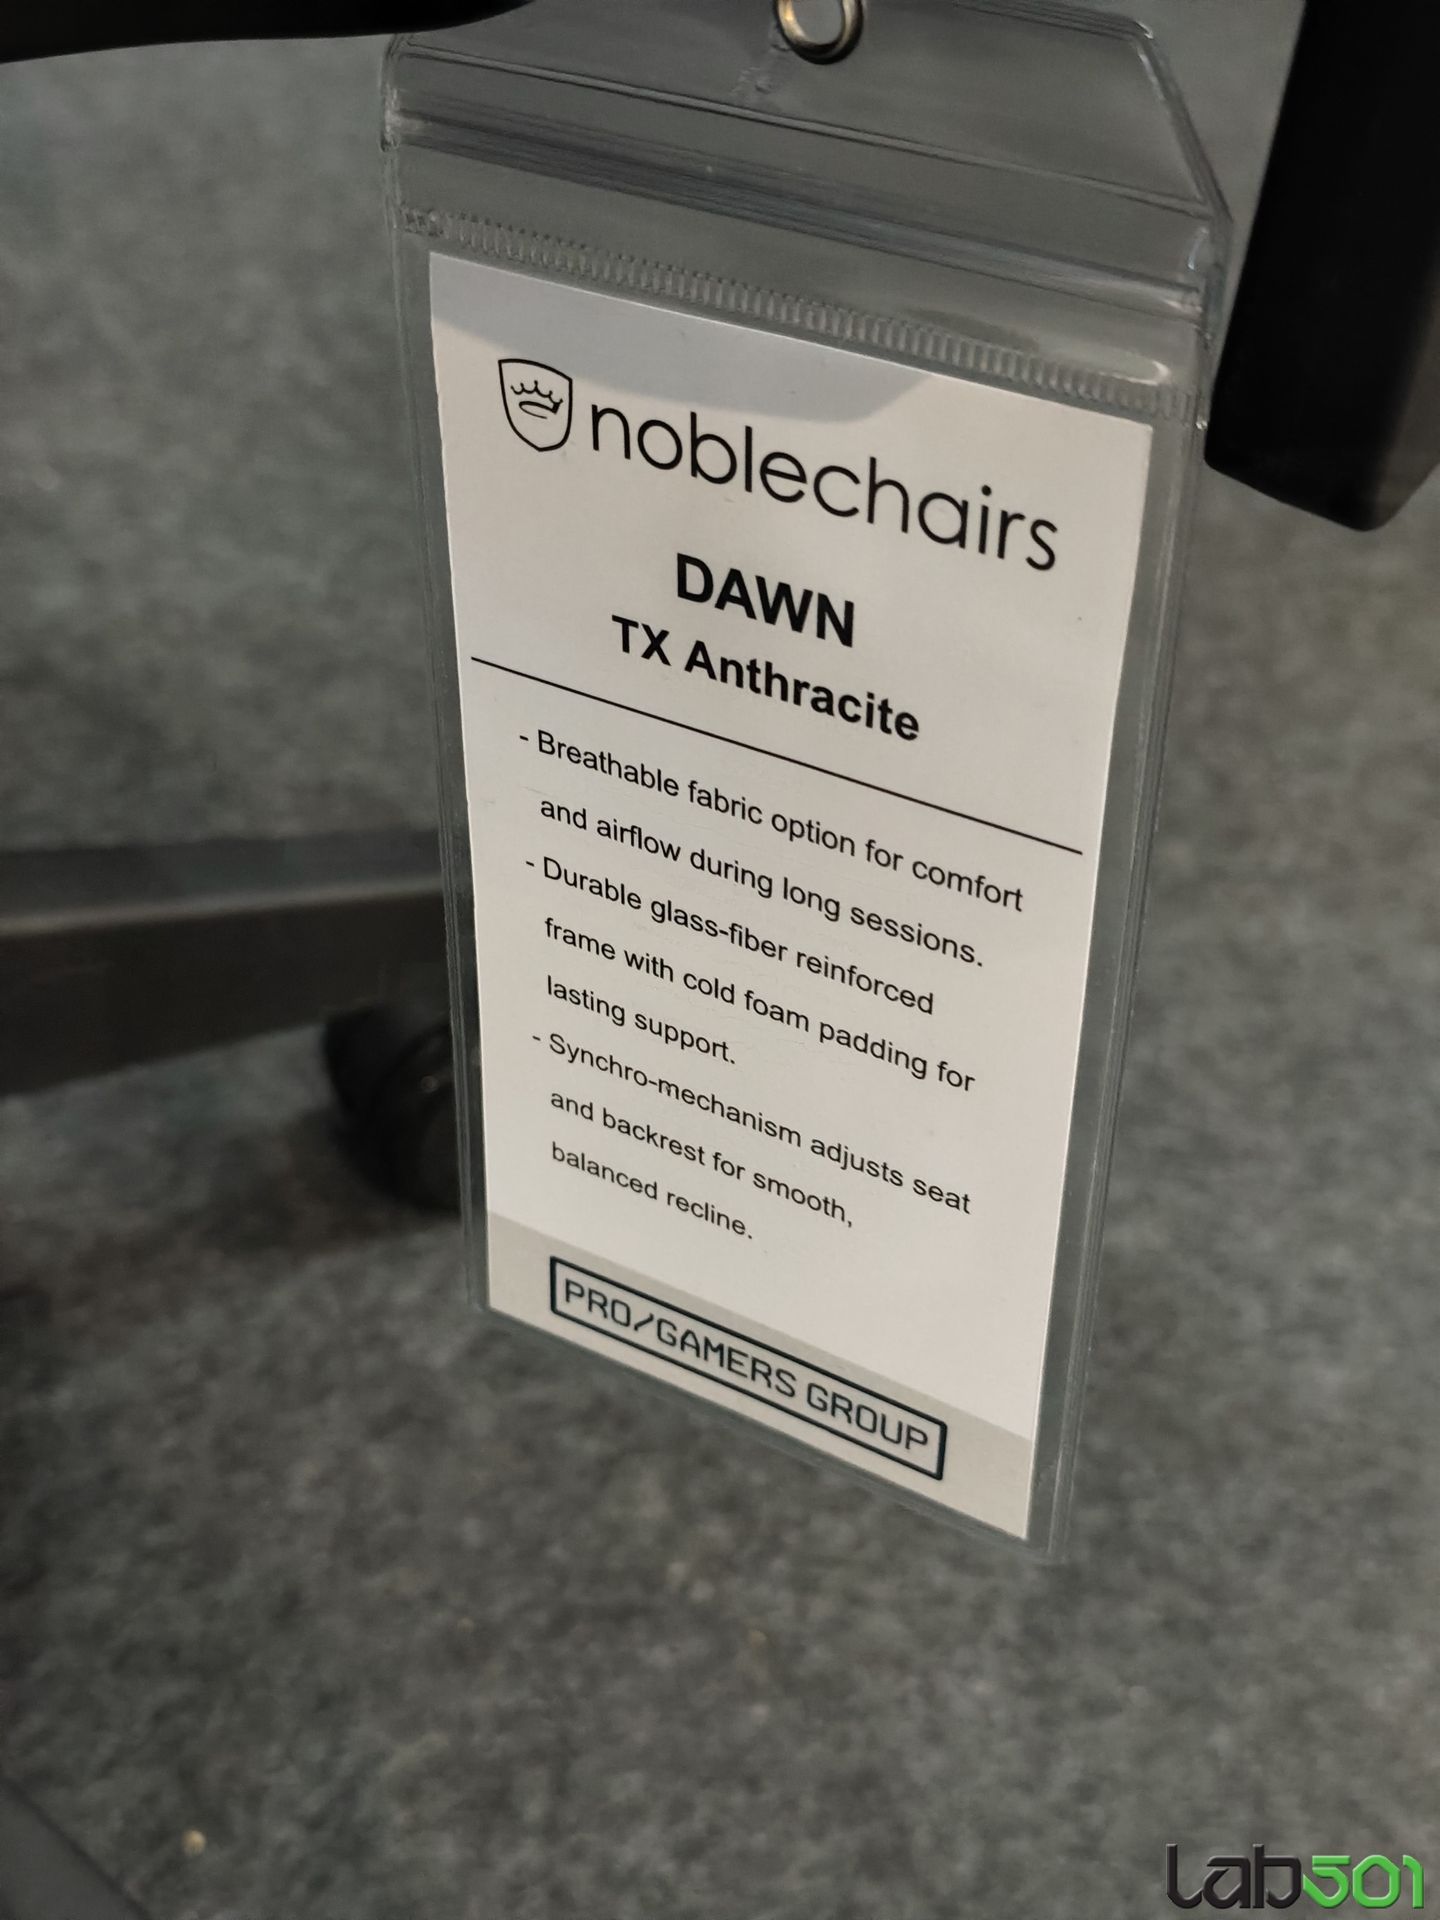 noblechairs
DAWN
TX Anthracite
- Breathable fabric option for comfort
and airflow during long sessions.
- Durable glass-fiber reinforced
frame with cold foam padding for
lasting support.
- Synchro-mechanism adjusts seat
and backrest for smooth,
balanced recline.
PRO/GAMERS GROUP
lab501